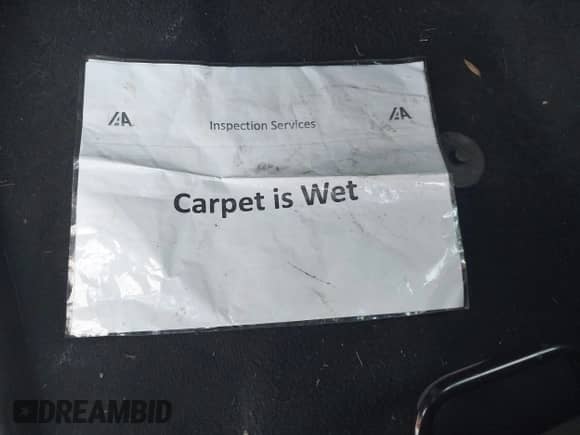 IAA
Inspection Services
IAA
Carpet is Wet
DREAMBID